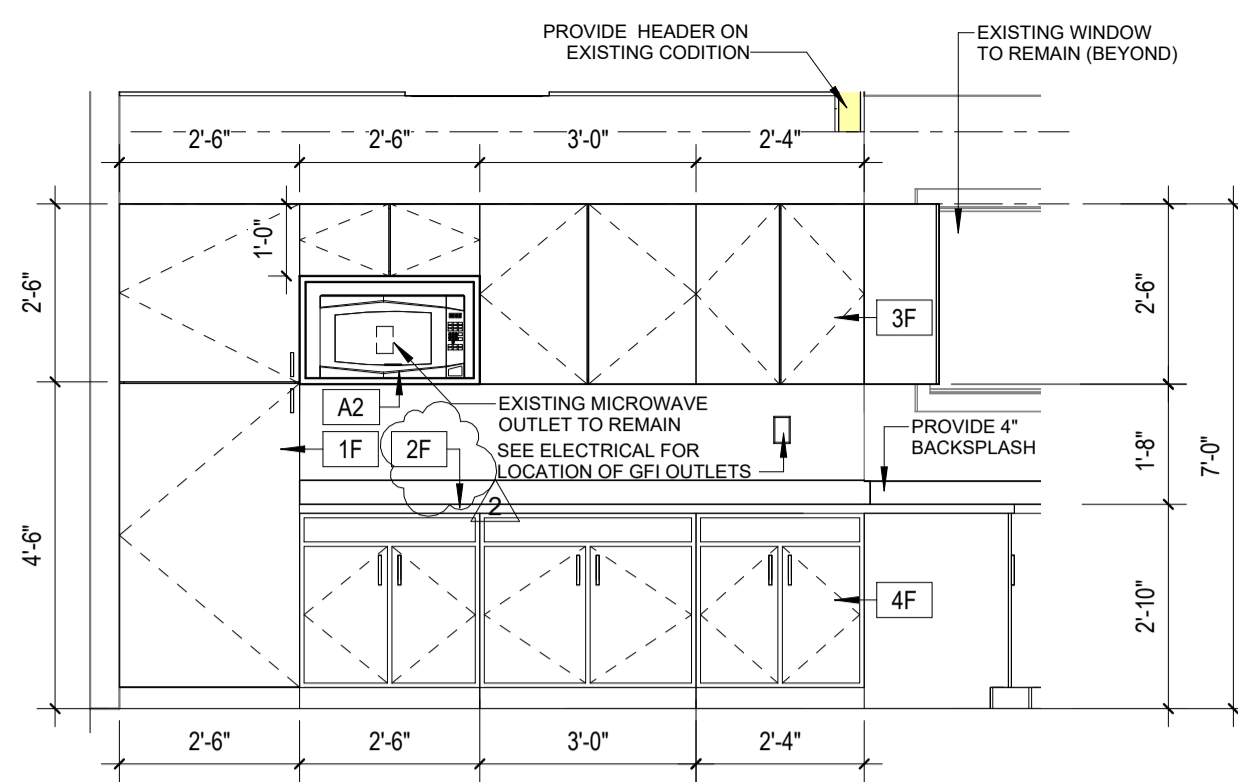 PROVIDE HEADER ON
EXISTING CODITION
EXISTING WINDOW
TO REMAIN (BEYOND)
2'-6"
2'-6"
3'-0"
2'-4"
1'-0"
2'-6"
2'-6"
3F
A2
EXISTING MICROWAVE
OUTLET TO REMAIN
1F
2F
SEE ELECTRICAL FOR
LOCATION OF GFI OUTLETS
PROVIDE 4"
BACKSPLASH
1'-8"
7'-0"
2
4'-6"
4F
2'-10"
2'-6"
2'-6"
3'-0"
2'-4"